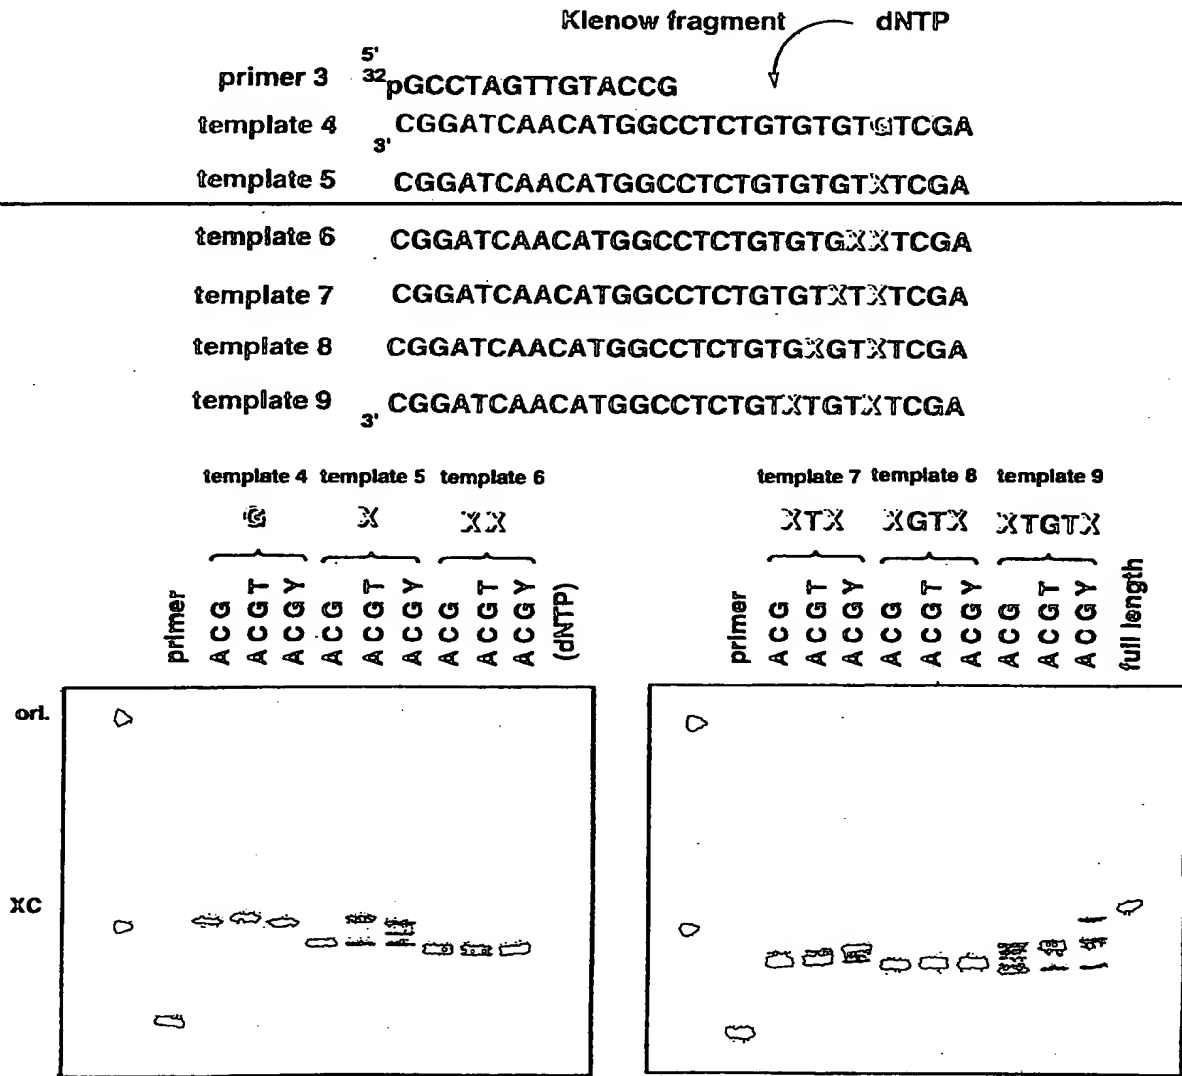 Klenow fragment dNTP
5'
primer 3 32pGCCTAGTTGTACCG
template 4 CGGATCAACATGGCCTCTGTGTGTGTCGA
3'
template 5 CGGATCAACATGGCCTCTGTGTGTXTCGA
template 6 CGGATCAACATGGCCTCTGTGTGXXTCGA
template 7 CGGATCAACATGGCCTCTGTGTXTXTCGA
template 8 CGGATCAACATGGCCTCTGTGXGTXTCGA
template 9 3' CGGATCAACATGGCCTCTGTXTGTXTCGA
template 4 template 5 template 6 template 7 template 8 template 9
G X XX XTX XGTX XTGTX
primer ACG ACGT ACGY ACG ACGT ACGY ACG ACGT ACGY (dNTP) primer ACG ACGT ACGY ACG ACGT ACGY ACG ACGT ACGY full length
ori.
XC